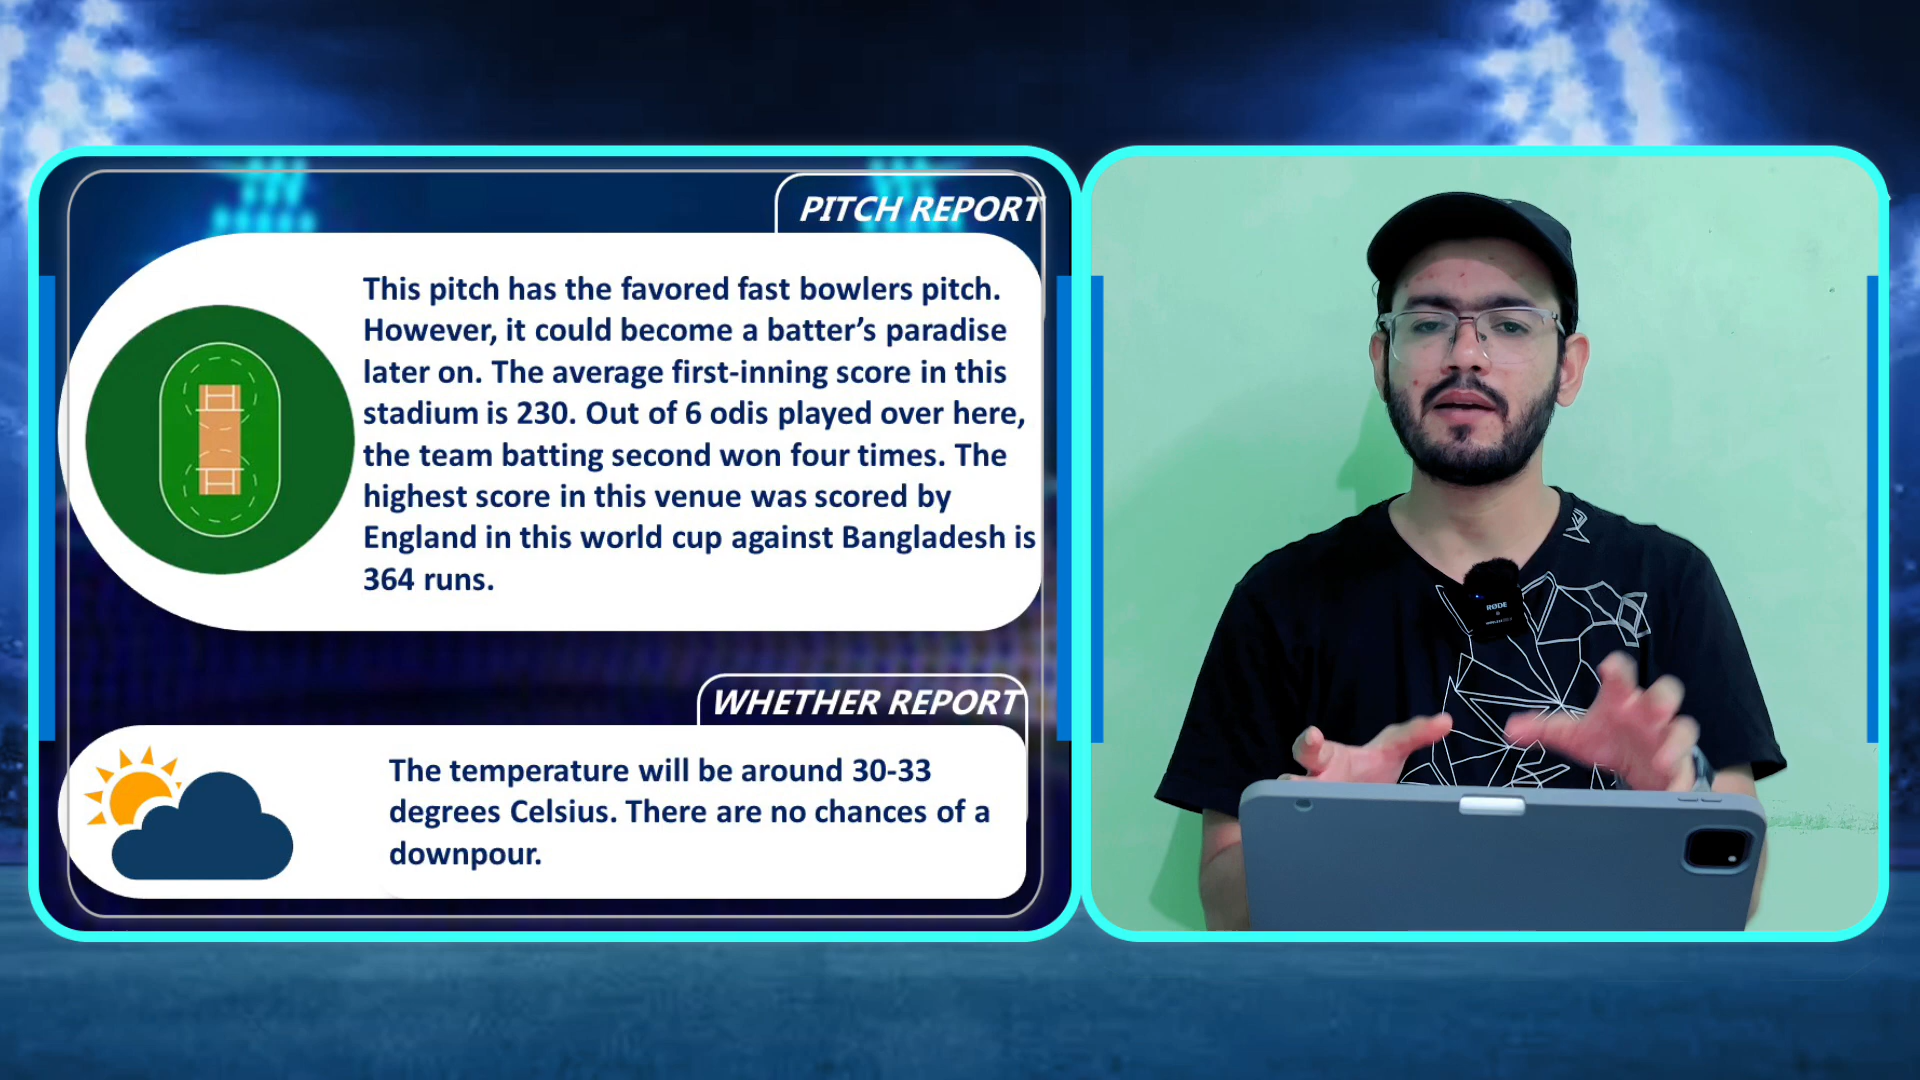 PITCH REPORT
This pitch has the favored fast bowlers pitch.
However, it could become a batter’s paradise
later on. The average first-inning score in this
stadium is 230. Out of 6 odis played over here,
the team batting second won four times. The
highest score in this venue was scored by
England in this world cup against Bangladesh is
364 runs.
WHETHER REPORT
The temperature will be around 30-33
degrees Celsius. There are no chances of a
downpour.
RØDE